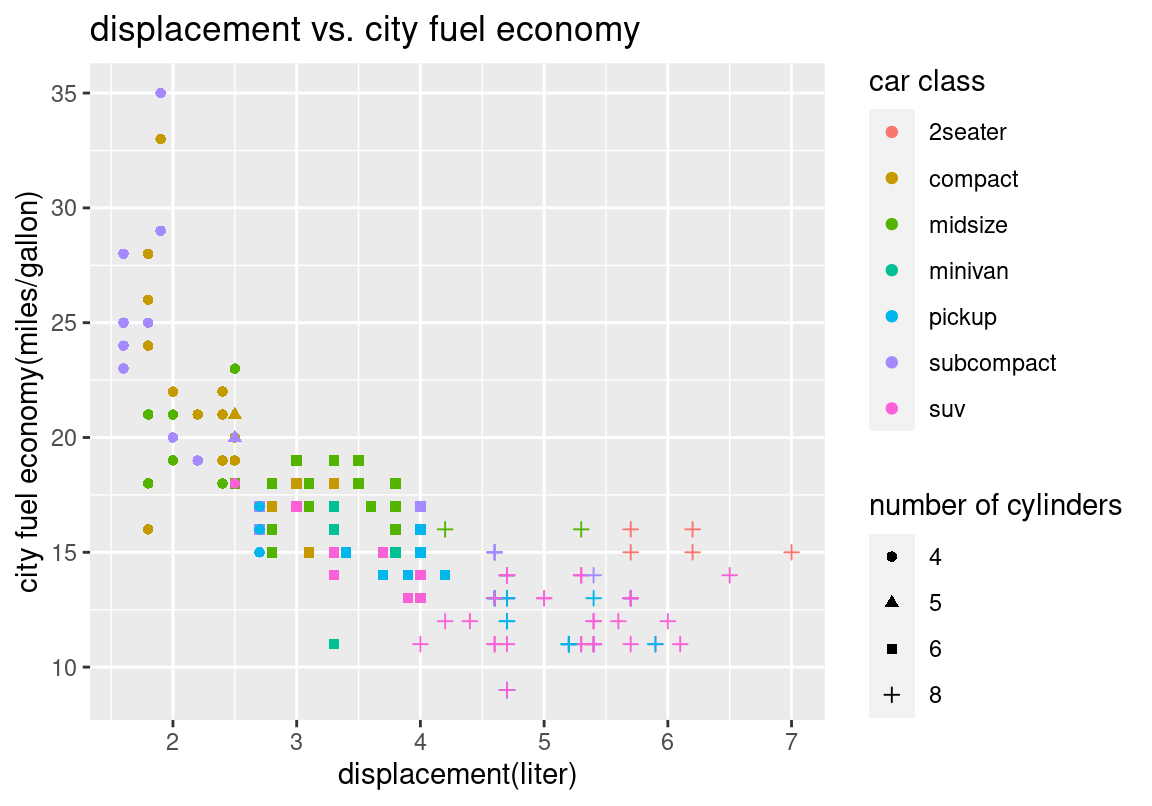 displacement vs. city fuel economy
city fuel economy(miles/gallon)
35
30
25
20
15
10
2 3 4 5 6 7
displacement(liter)
car class
2seater
compact
midsize
minivan
pickup
subcompact
suv
number of cylinders
4
5
6
8